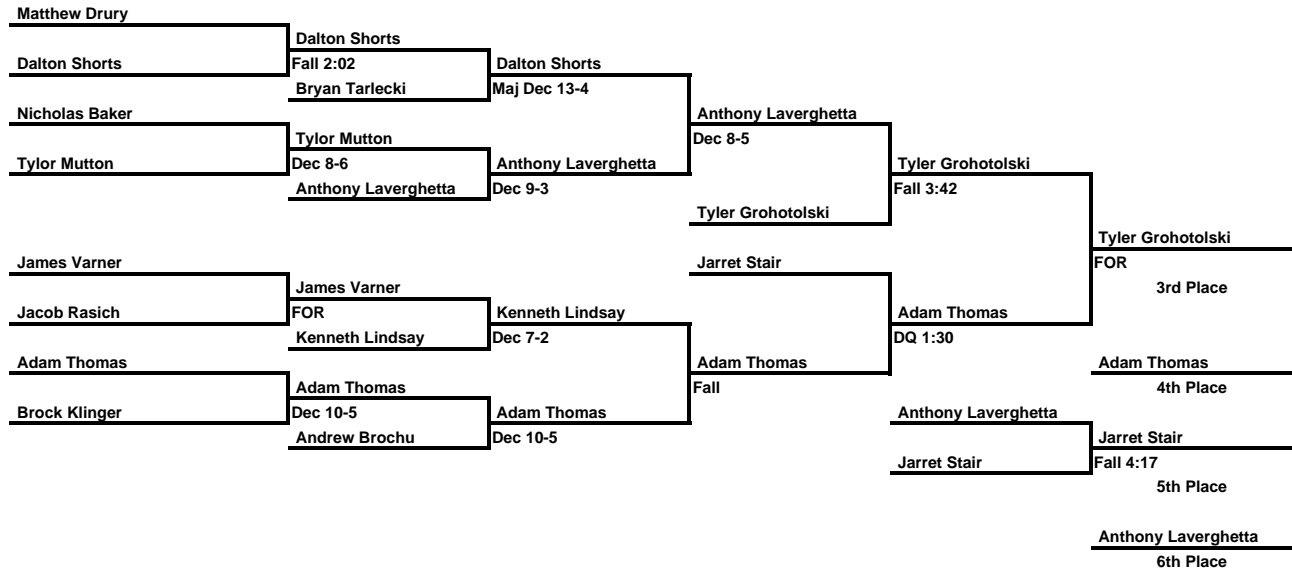 Matthew Drury
Dalton Shorts
Dalton Shorts
Fall 2:02
Dalton Shorts
Bryan Tarlecki
Maj Dec 13-4
Nicholas Baker
Anthony Laverghetta
Tylor Mutton
Dec 8-5
Tylor Mutton
Dec 8-6
Anthony Laverghetta
Tyler Grohotolski
Anthony Laverghetta
Dec 9-3
Fall 3:42
Tyler Grohotolski
Tyler Grohotolski
James Varner
Jarret Stair
FOR
James Varner
3rd Place
Jacob Rasich
FOR
Kenneth Lindsay
Adam Thomas
Kenneth Lindsay
Dec 7-2
DQ 1:30
Adam Thomas
Adam Thomas
Adam Thomas
Adam Thomas
Fall
4th Place
Brock Klinger
Dec 10-5
Adam Thomas
Anthony Laverghetta
Andrew Brochu
Dec 10-5
Jarret Stair
Jarret Stair
Fall 4:17
5th Place
Anthony Laverghetta
6th Place